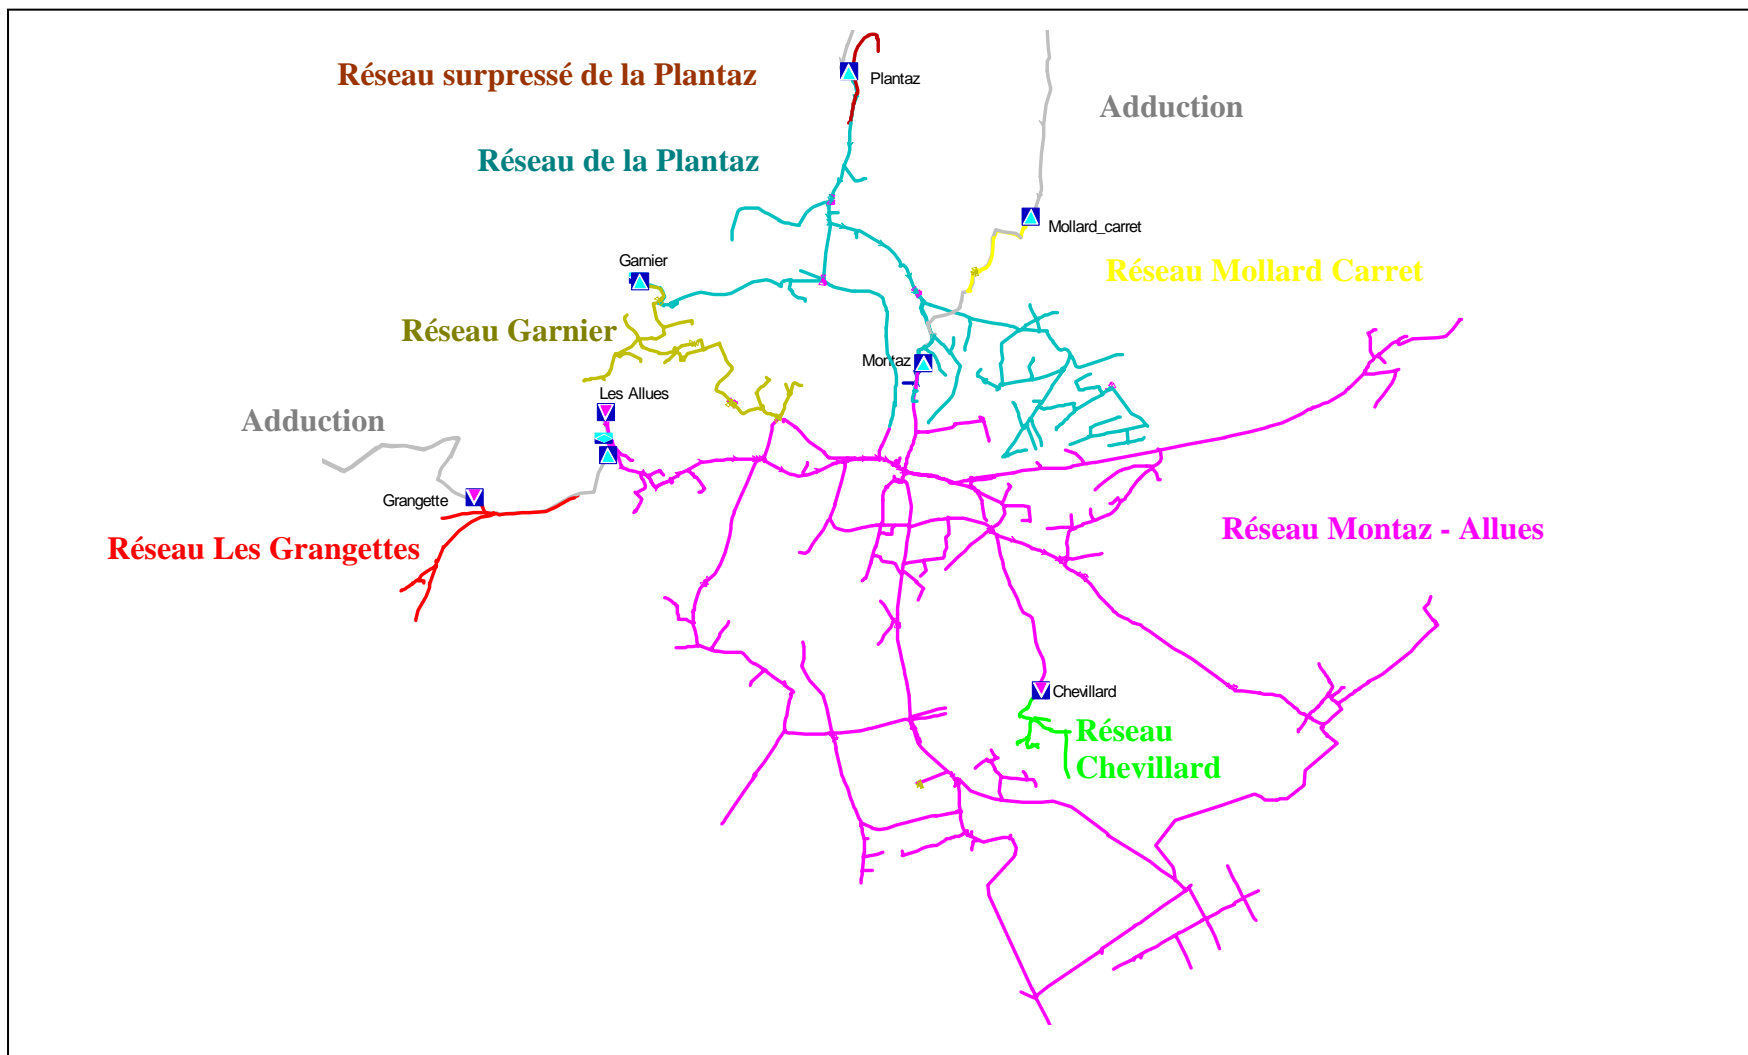 Réseau surpressé de la Plantaz
Plantaz
Adduction
Réseau de la Plantaz
Mollard_carret
Garnier
Réseau Mollard Carret
Réseau Garnier
Montaz
Les Allues
Adduction
Grangette
Réseau Montaz - Allues
Réseau Les Grangettes
Chevillard
Réseau
Chevillard